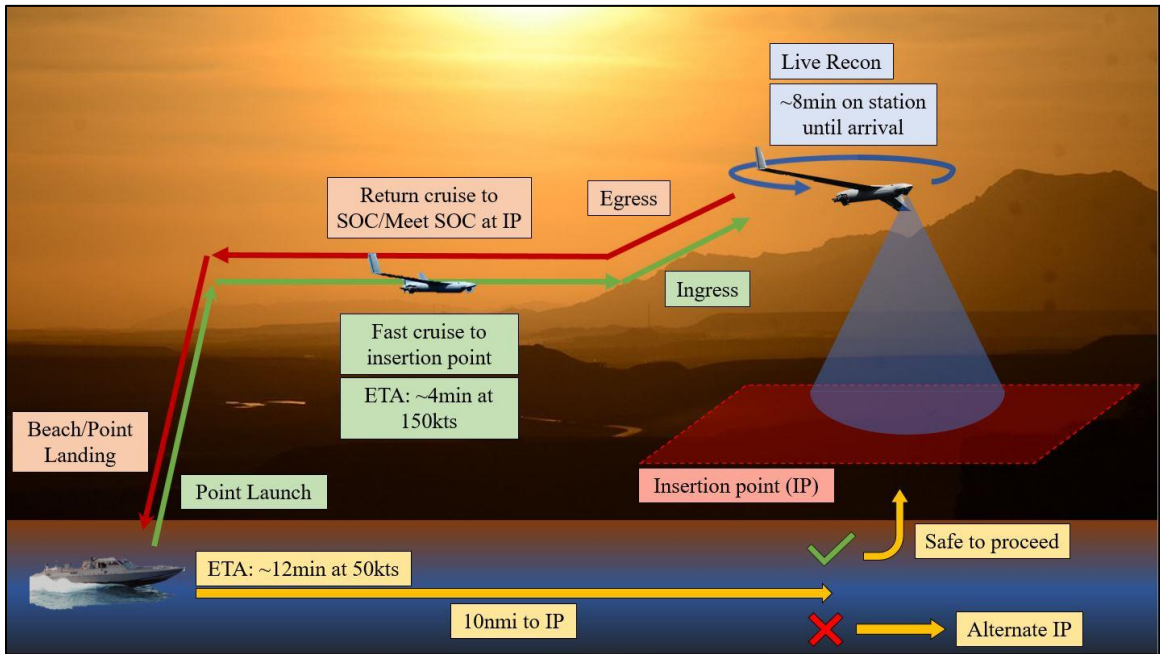 Live Recon
~8min on station
until arrival
Return cruise to
SOC/Meet SOC at IP
Egress
Ingress
Fast cruise to
insertion point
ETA: ~4min at
150kts
Beach/Point
Landing
Point Launch
Insertion point (IP)
Safe to proceed
ETA: ~12min at 50kts
10nmi to IP
Alternate IP